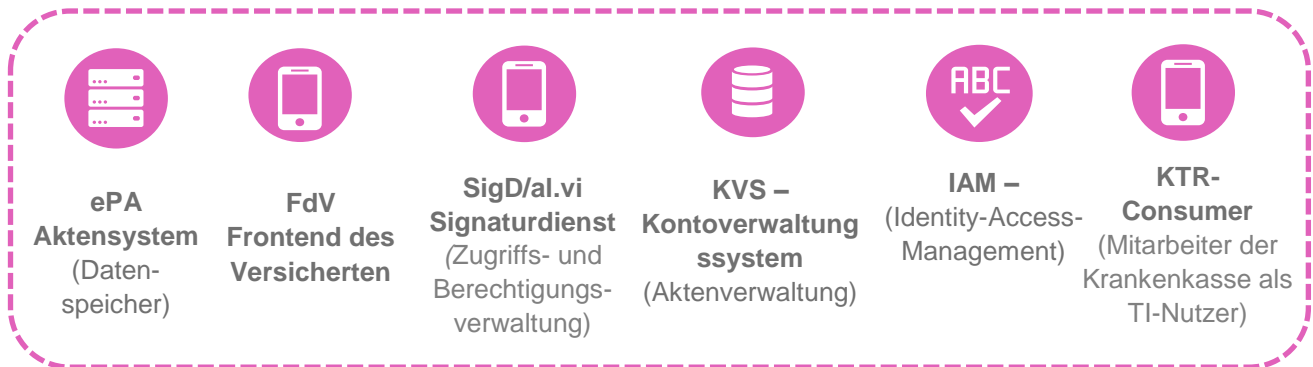 ABC
ePA
Aktensystem
(Daten-
speicher)
FdV
Frontend des
Versicherten
SigD/al.vi
Signaturdienst
(Zugriffs- und
Berechtigungs-
verwaltung)
KVS –
Kontoverwaltung
ssystem
(Aktenverwaltung)
IAM –
(Identity-Access-
Management)
KTR-
Consumer
(Mitarbeiter der
Krankenkasse als
TI-Nutzer)